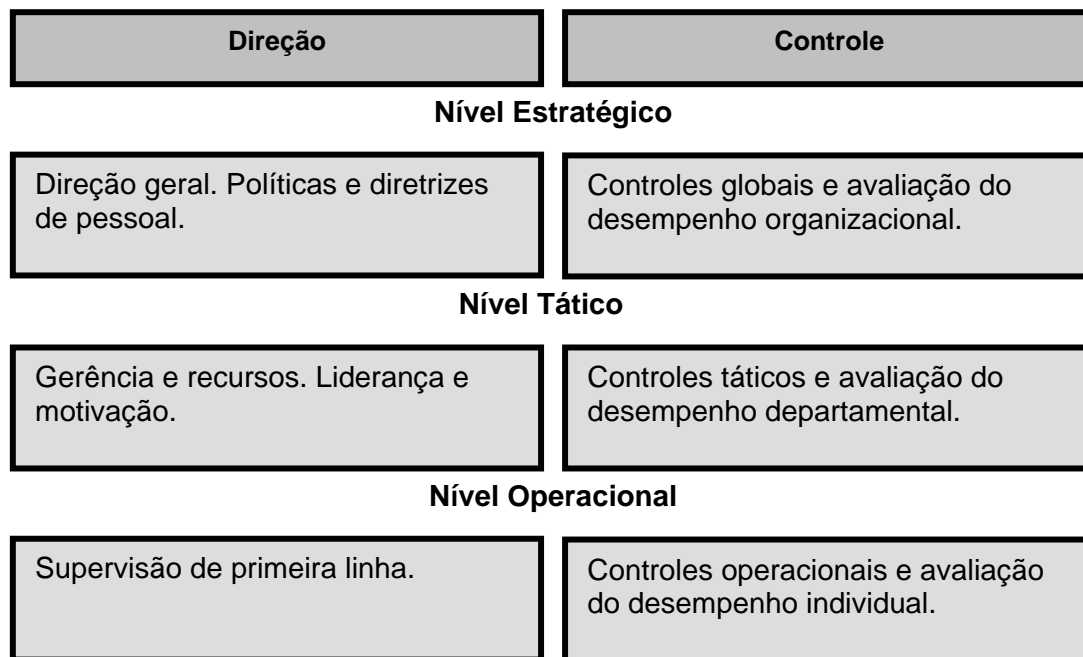 Direção
Controle
Nível Estratégico
Direção geral. Políticas e diretrizes
de pessoal.
Controles globais e avaliação do
desempenho organizacional.
Nível Tático
Gerência e recursos. Liderança e
motivação.
Controles táticos e avaliação do
desempenho departamental.
Nível Operacional
Supervisão de primeira linha.
Controles operacionais e avaliação
do desempenho individual.